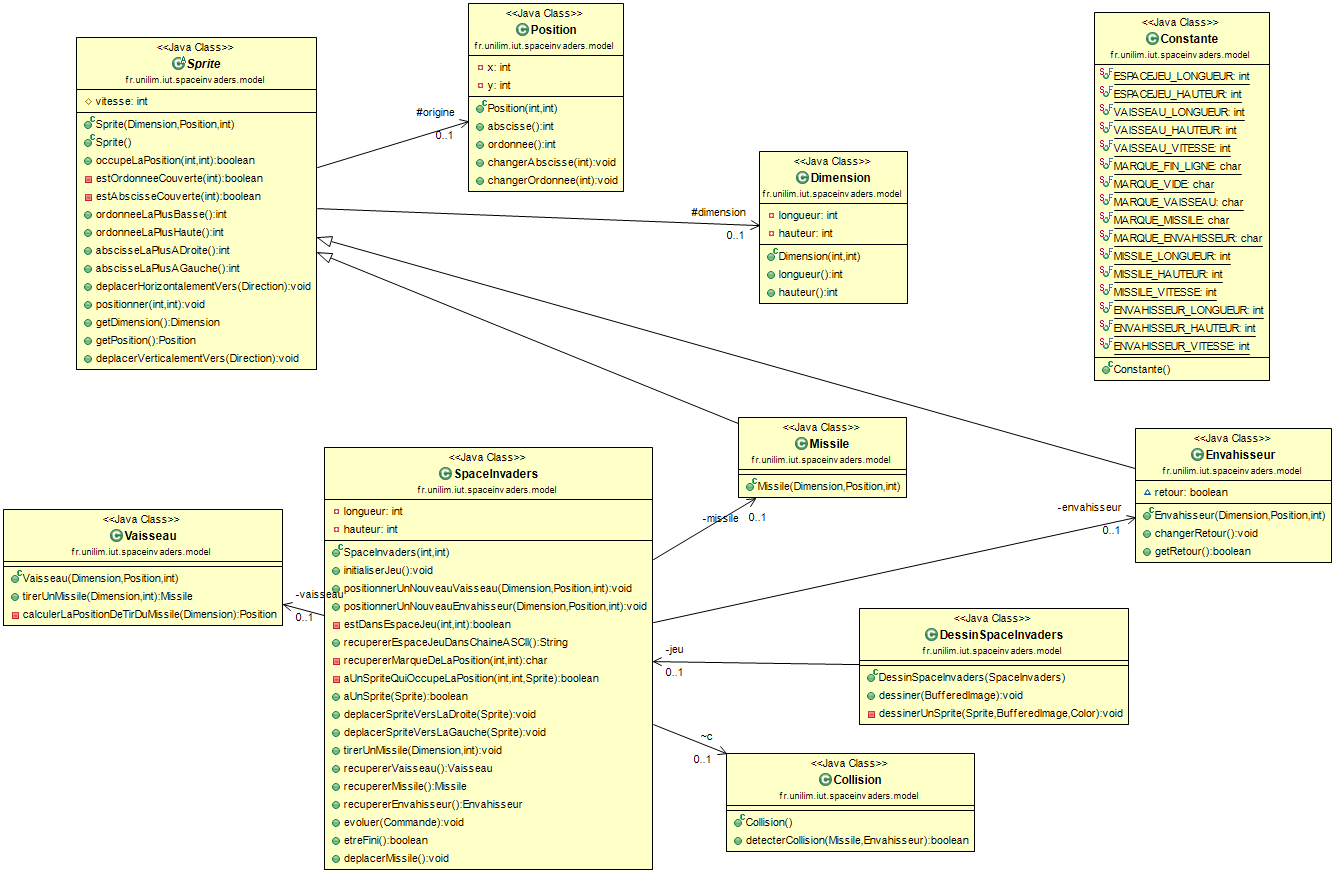 <<Java Class>>
Sprite
fr.unilim.iut.spaceinvaders.model
vitesse: int
Sprite(Dimension,Position,int)
Sprite()
occupeLaPosition(int,int):boolean
estOrdonneeCouverte(int):boolean
estAbscisseCouverte(int):boolean
ordonneeLaPlusBasse():int
ordonneeLaPlusHaute():int
abscisseLaPlusADroite():int
abscisseLaPlusAGauche():int
deplacerHorizontalementVers(Direction):void
positionner(int,int):void
getDimension():Dimension
getPosition():Position
deplacerVerticalementVers(Direction):void
#origine
0..1
<<Java Class>>
Position
fr.unilim.iut.spaceinvaders.model
x: int
y: int
Position(int,int)
abscisse():int
ordonnee():int
changerAbscisse(int):void
changerOrdonnee(int):void
#dimension
0..1
<<Java Class>>
Dimension
fr.unilim.iut.spaceinvaders.model
longueur: int
hauteur: int
Dimension(int,int)
longueur():int
hauteur():int
<<Java Class>>
Constante
fr.unilim.iut.spaceinvaders.model
ESPACEJEU_LONGUEUR: int
ESPACEJEU_HAUTEUR: int
VAISSEAU_LONGUEUR: int
VAISSEAU_HAUTEUR: int
VAISSEAU_VITESSE: int
MARQUE_FIN_LIGNE: char
MARQUE_VIDE: char
MARQUE_VAISSEAU: char
MARQUE_MISSILE: char
MARQUE_ENVAHISSEUR: char
MISSILE_LONGUEUR: int
MISSILE_HAUTEUR: int
MISSILE_VITESSE: int
ENVAHISSEUR_LONGUEUR: int
ENVAHISSEUR_HAUTEUR: int
ENVAHISSEUR_VITESSE: int
Constante()
<<Java Class>>
Missile
fr.unilim.iut.spaceinvaders.model
Missile(Dimension,Position,int)
-missile
0..1
<<Java Class>>
Envahisseur
fr.unilim.iut.spaceinvaders.model
retour: boolean
Envahisseur(Dimension,Position,int)
changerRetour():void
getRetour():boolean
-envahisseur
0..1
<<Java Class>>
SpaceInvaders
fr.unilim.iut.spaceinvaders.model
longueur: int
hauteur: int
SpaceInvaders(int,int)
initialiserJeu():void
positionnerUnNouveauVaisseau(Dimension,Position,int):void
positionnerUnNouveauEnvahisseur(Dimension,Position,int):void
estDansEspaceJeu(int,int):boolean
recupererEspaceJeuDansChaineASCII():String
recupererMarqueDeLaPosition(int,int):char
aUnSpriteQuiOccupeLaPosition(int,int,Sprite):boolean
aUnSprite(Sprite):boolean
deplacerSpriteVersLaDroite(Sprite):void
deplacerSpriteVersLaGauche(Sprite):void
tirerUnMissile(Dimension,int):void
recupererVaisseau():Vaisseau
recupererMissile():Missile
recupererEnvahisseur():Envahisseur
evoluer(Commande):void
etreFini():boolean
deplacerMissile():void
<<Java Class>>
Vaisseau
fr.unilim.iut.spaceinvaders.model
Vaisseau(Dimension,Position,int)
tirerUnMissile(Dimension,int):Missile
calculerLaPositionDeTirDuMissile(Dimension):Position
-vaisseau
0..1
<<Java Class>>
DessinSpaceInvaders
fr.unilim.iut.spaceinvaders.model
DessinSpaceInvaders(SpaceInvaders)
dessiner(BufferedImage):void
dessinerUnSprite(Sprite,BufferedImage,Color):void
-jeu
0..1
~c
0..1
<<Java Class>>
Collision
fr.unilim.iut.spaceinvaders.model
Collision()
detecterCollision(Missile,Envahisseur):boolean